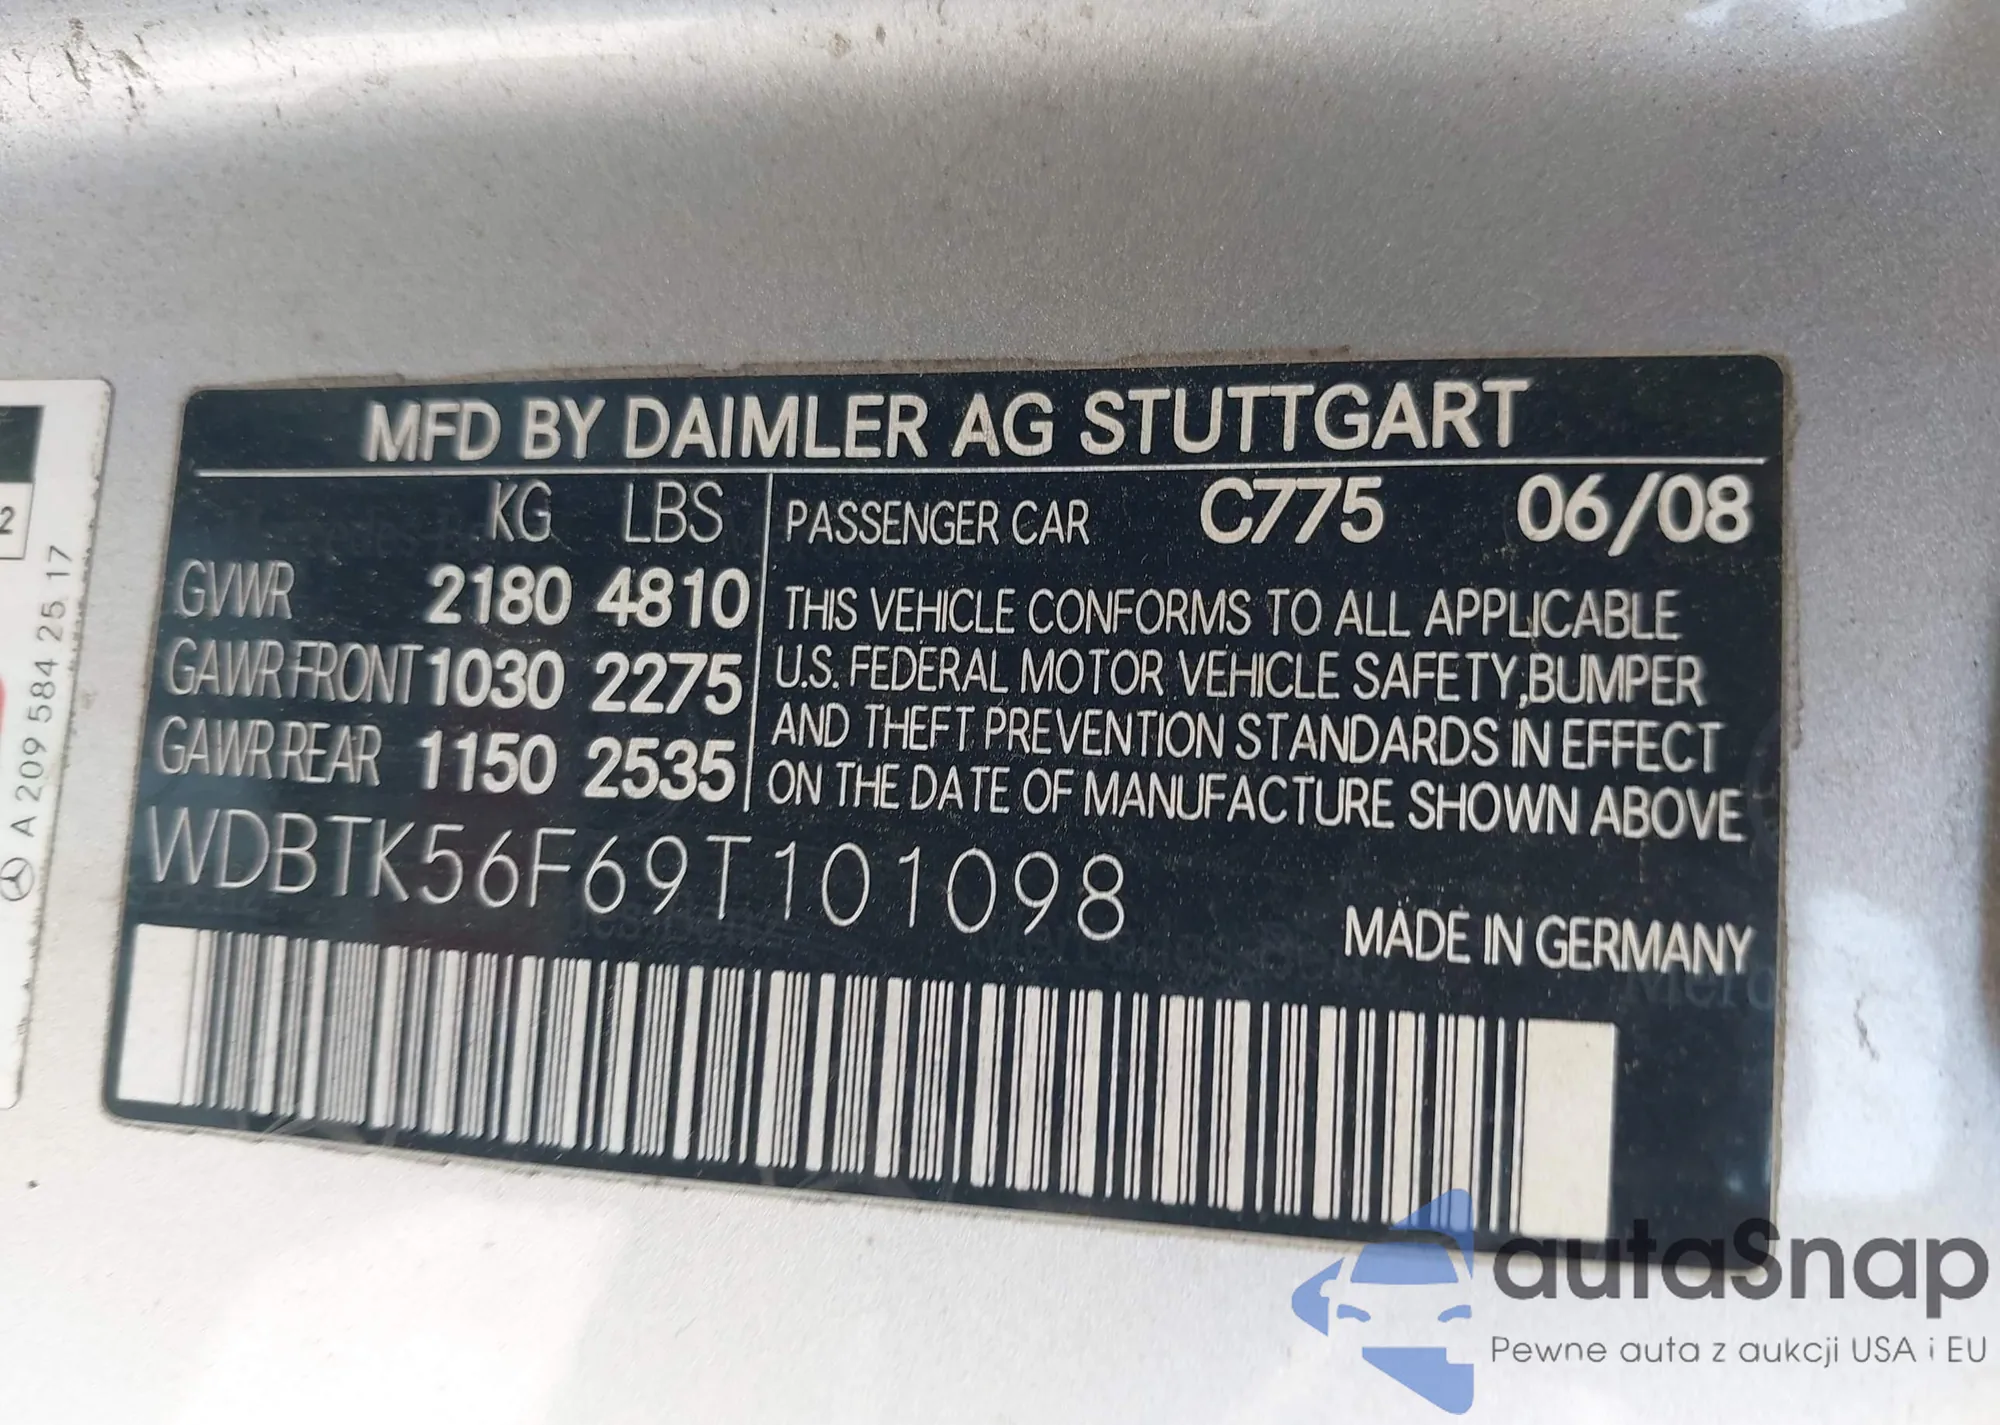 MFD BY DAIMLER AG STUTTGART
KG LBS
GVWR 2180 4810
GAWR FRONT 1030 2275
GAWR REAR 1150 2535
PASSENGER CAR C775 06/08
THIS VEHICLE CONFORMS TO ALL APPLICABLE
U.S. FEDERAL MOTOR VEHICLE SAFETY,BUMPER
AND THEFT PREVENTION STANDARDS IN EFFECT
ON THE DATE OF MANUFACTURE SHOWN ABOVE
WDBTK56F69T101098
MADE IN GERMANY
2
A 209 584 25 17
autaSnap
Pewne auta z aukcji USA i EU